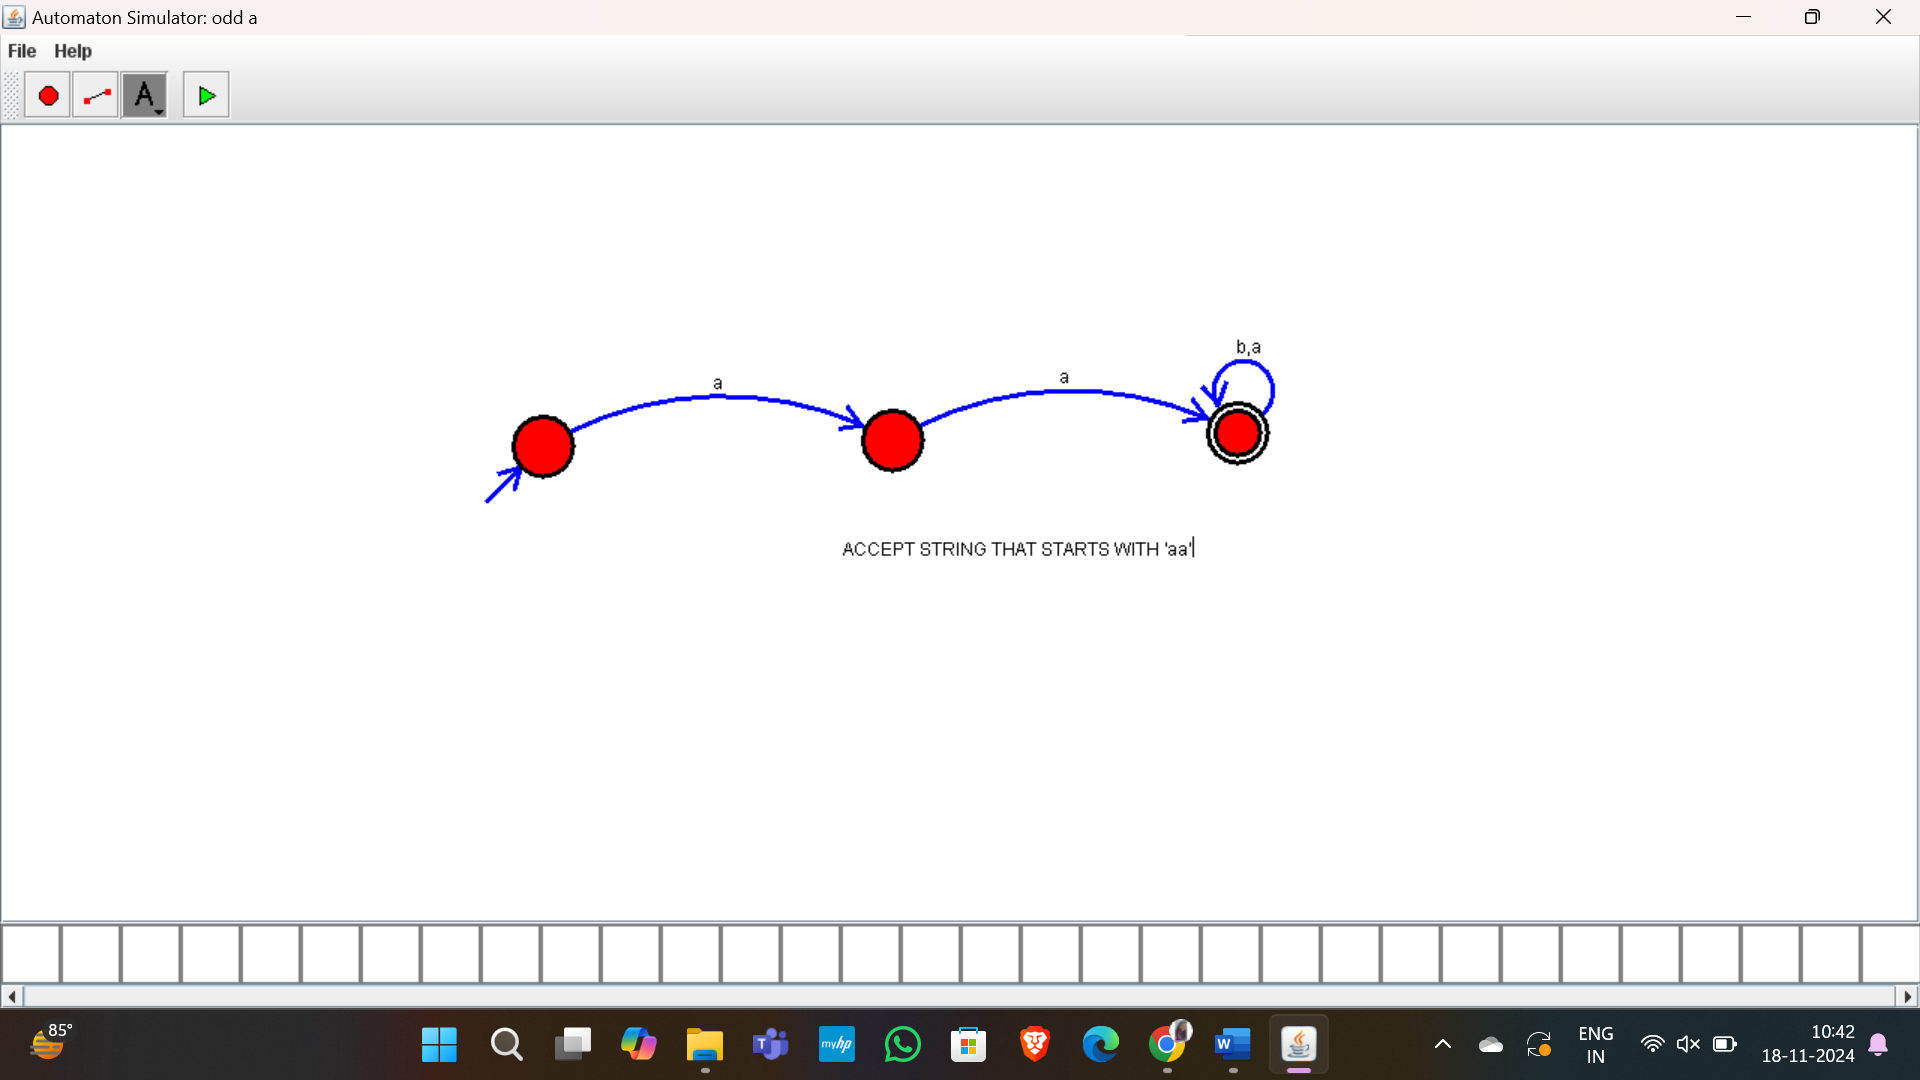 Automaton Simulator: odd a
File Help
A
b,a
a
a
ACCEPT STRING THAT STARTS WITH 'aa'
85°
myhp
W
ENG
IN
10:42
18-11-2024